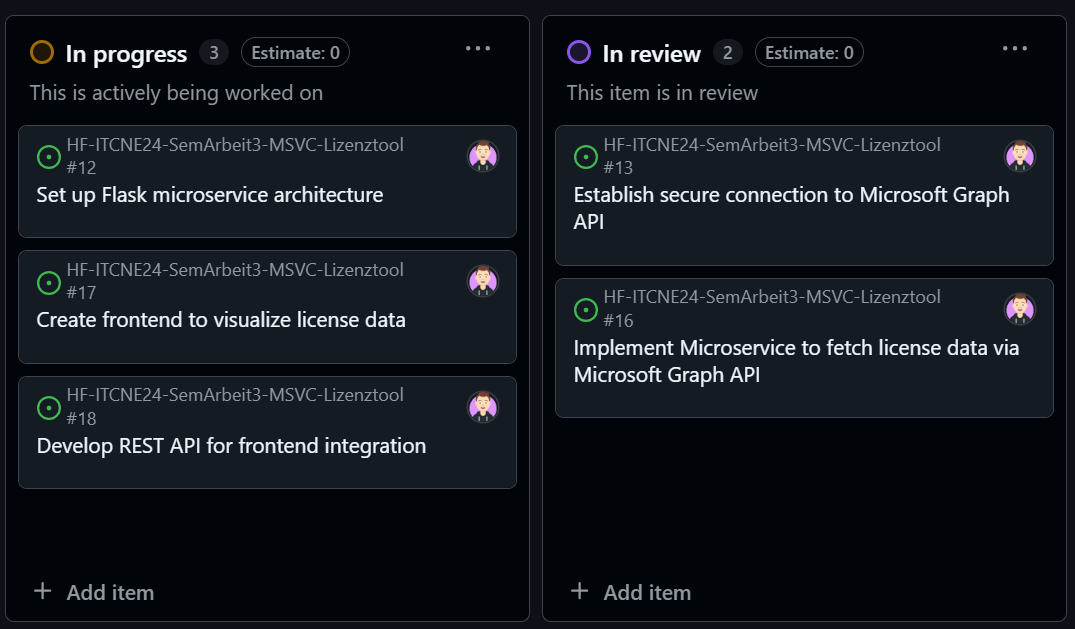 In progress 3 Estimate: 0
This is actively being worked on
HF-ITCNE24-SemArbeit3-MSVC-Lizenztool
#12
Set up Flask microservice architecture
HF-ITCNE24-SemArbeit3-MSVC-Lizenztool
#17
Create frontend to visualize license data
HF-ITCNE24-SemArbeit3-MSVC-Lizenztool
#18
Develop REST API for frontend integration
Add item
In review 2 Estimate: 0
This item is in review
HF-ITCNE24-SemArbeit3-MSVC-Lizenztool
#13
Establish secure connection to Microsoft Graph
API
HF-ITCNE24-SemArbeit3-MSVC-Lizenztool
#16
Implement Microservice to fetch license data via
Microsoft Graph API
Add item